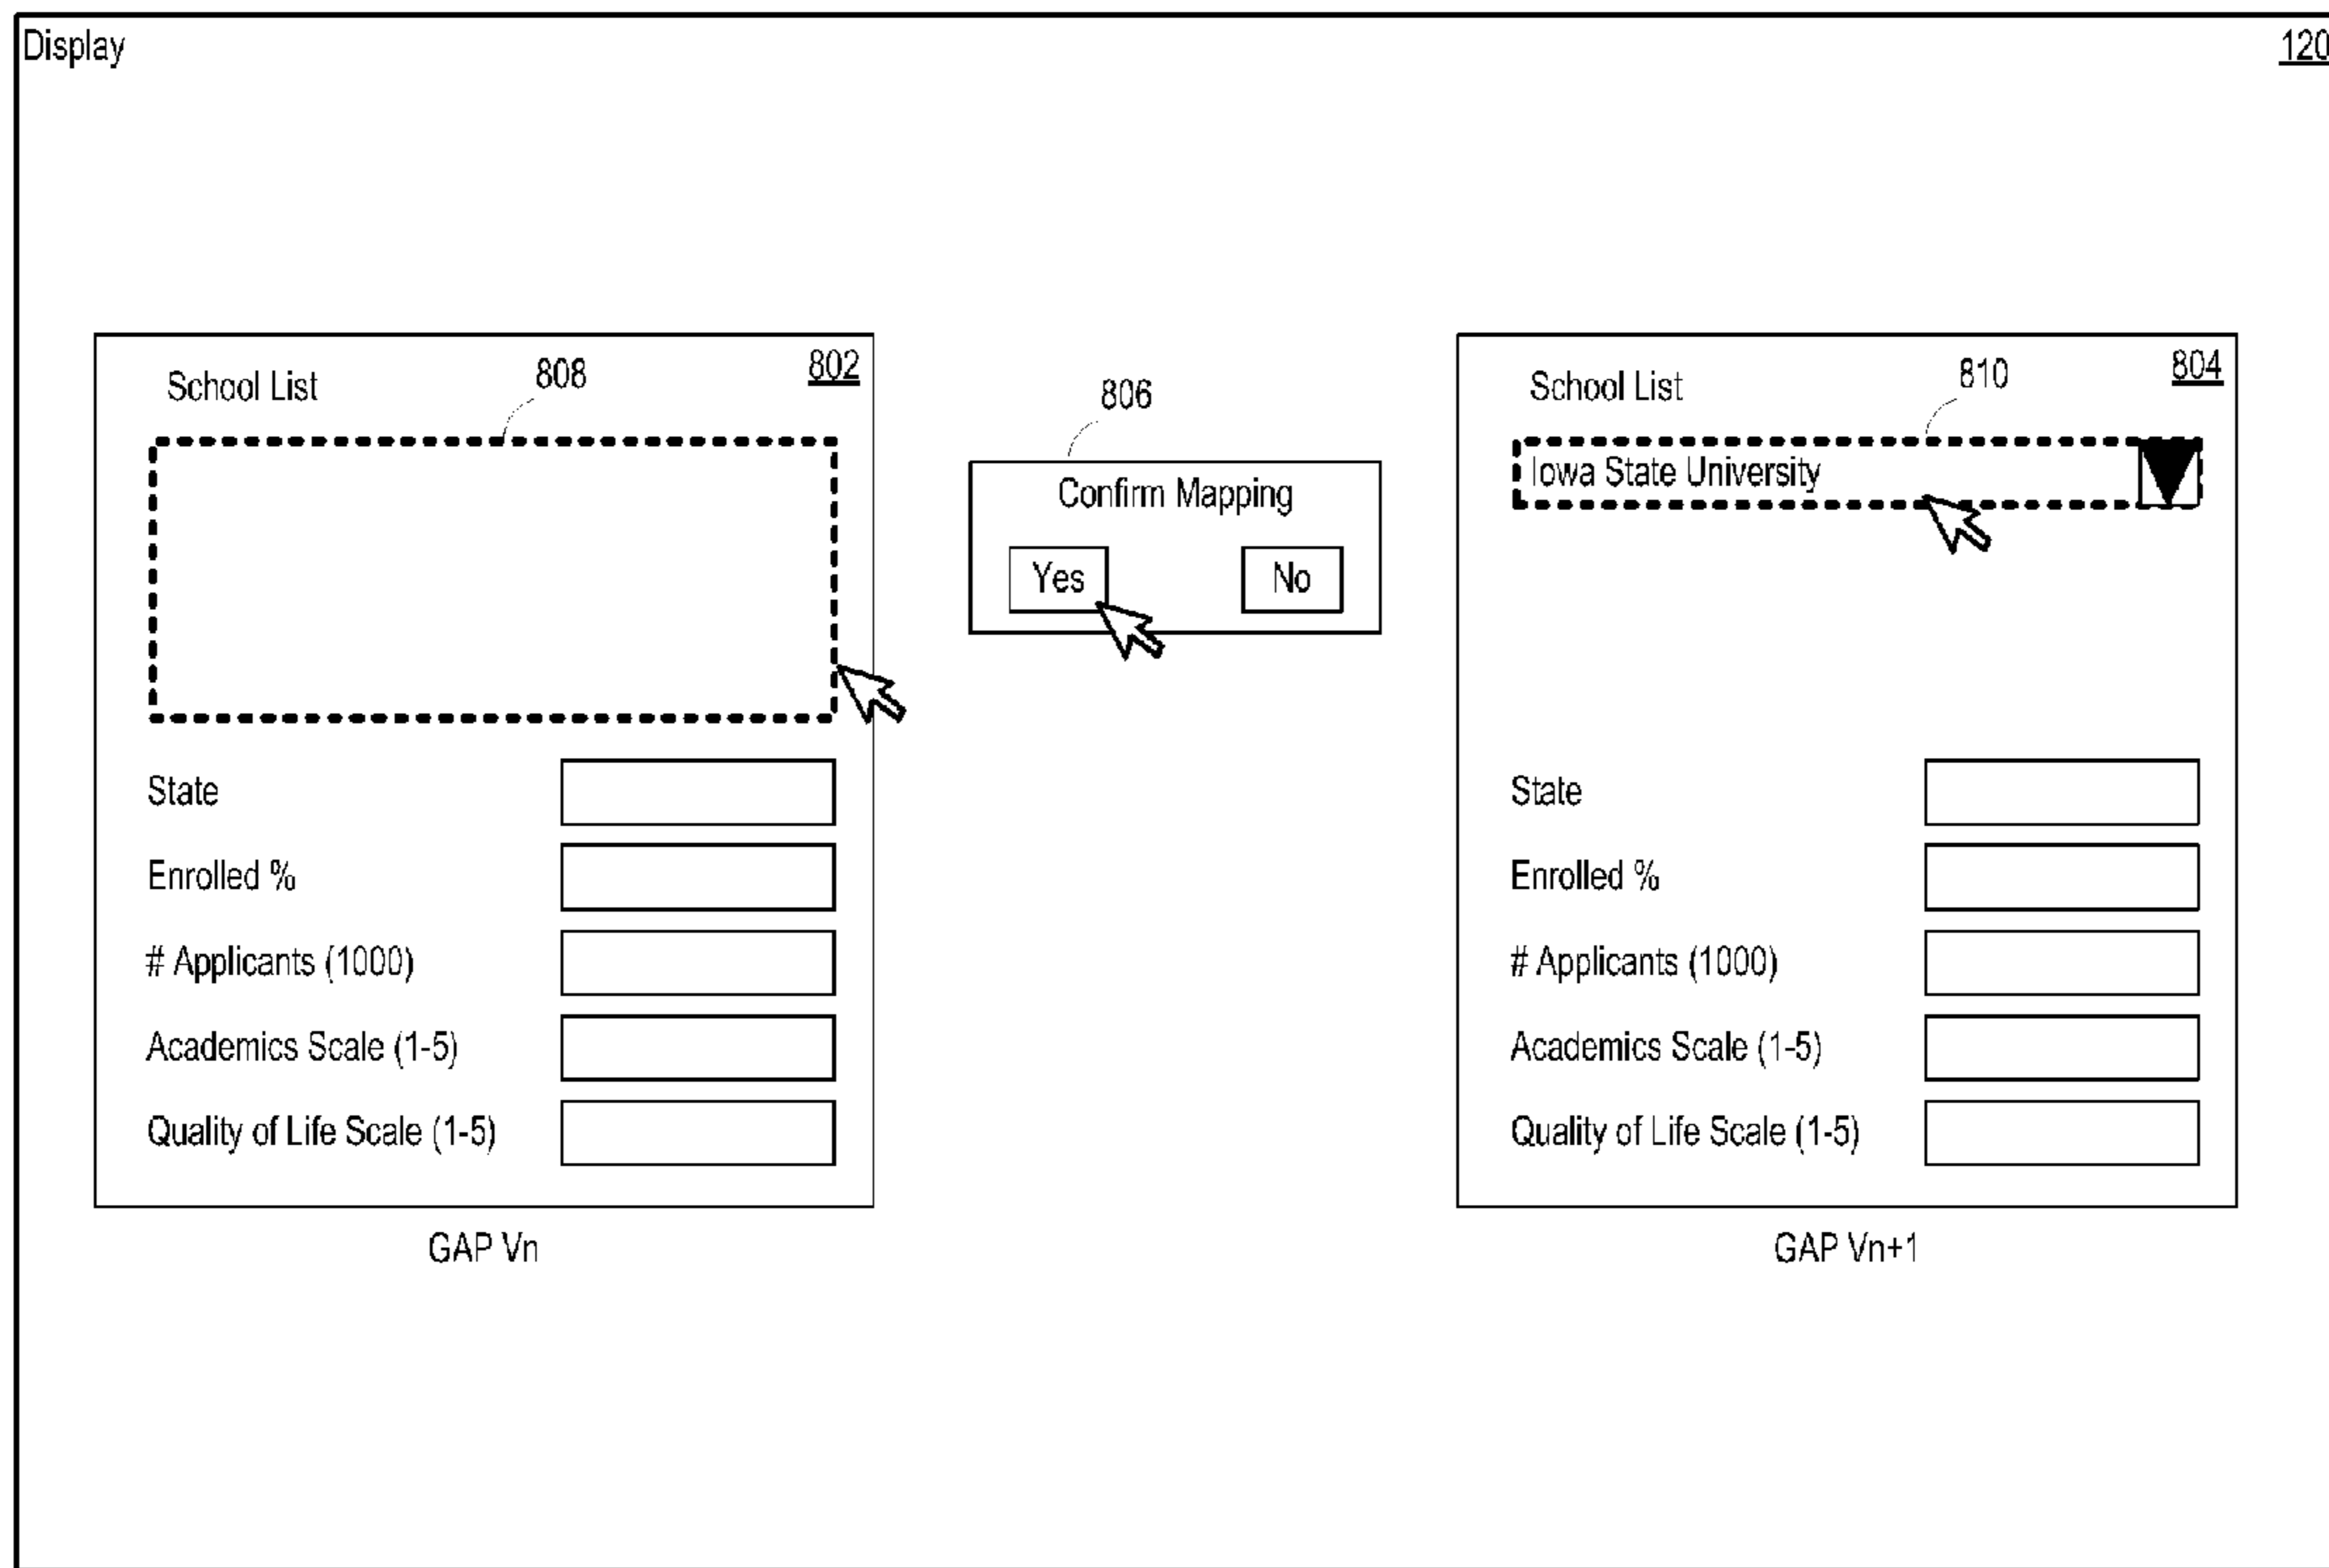 Display
120
School List
808
802
State
Enrolled %
# Applicants (1000)
Academics Scale (1-5)
Quality of Life Scale (1-5)
GAP Vn
806
Confirm Mapping
Yes
No
School List
810
804
Iowa State University
State
Enrolled %
# Applicants (1000)
Academics Scale (1-5)
Quality of Life Scale (1-5)
GAP Vn+1